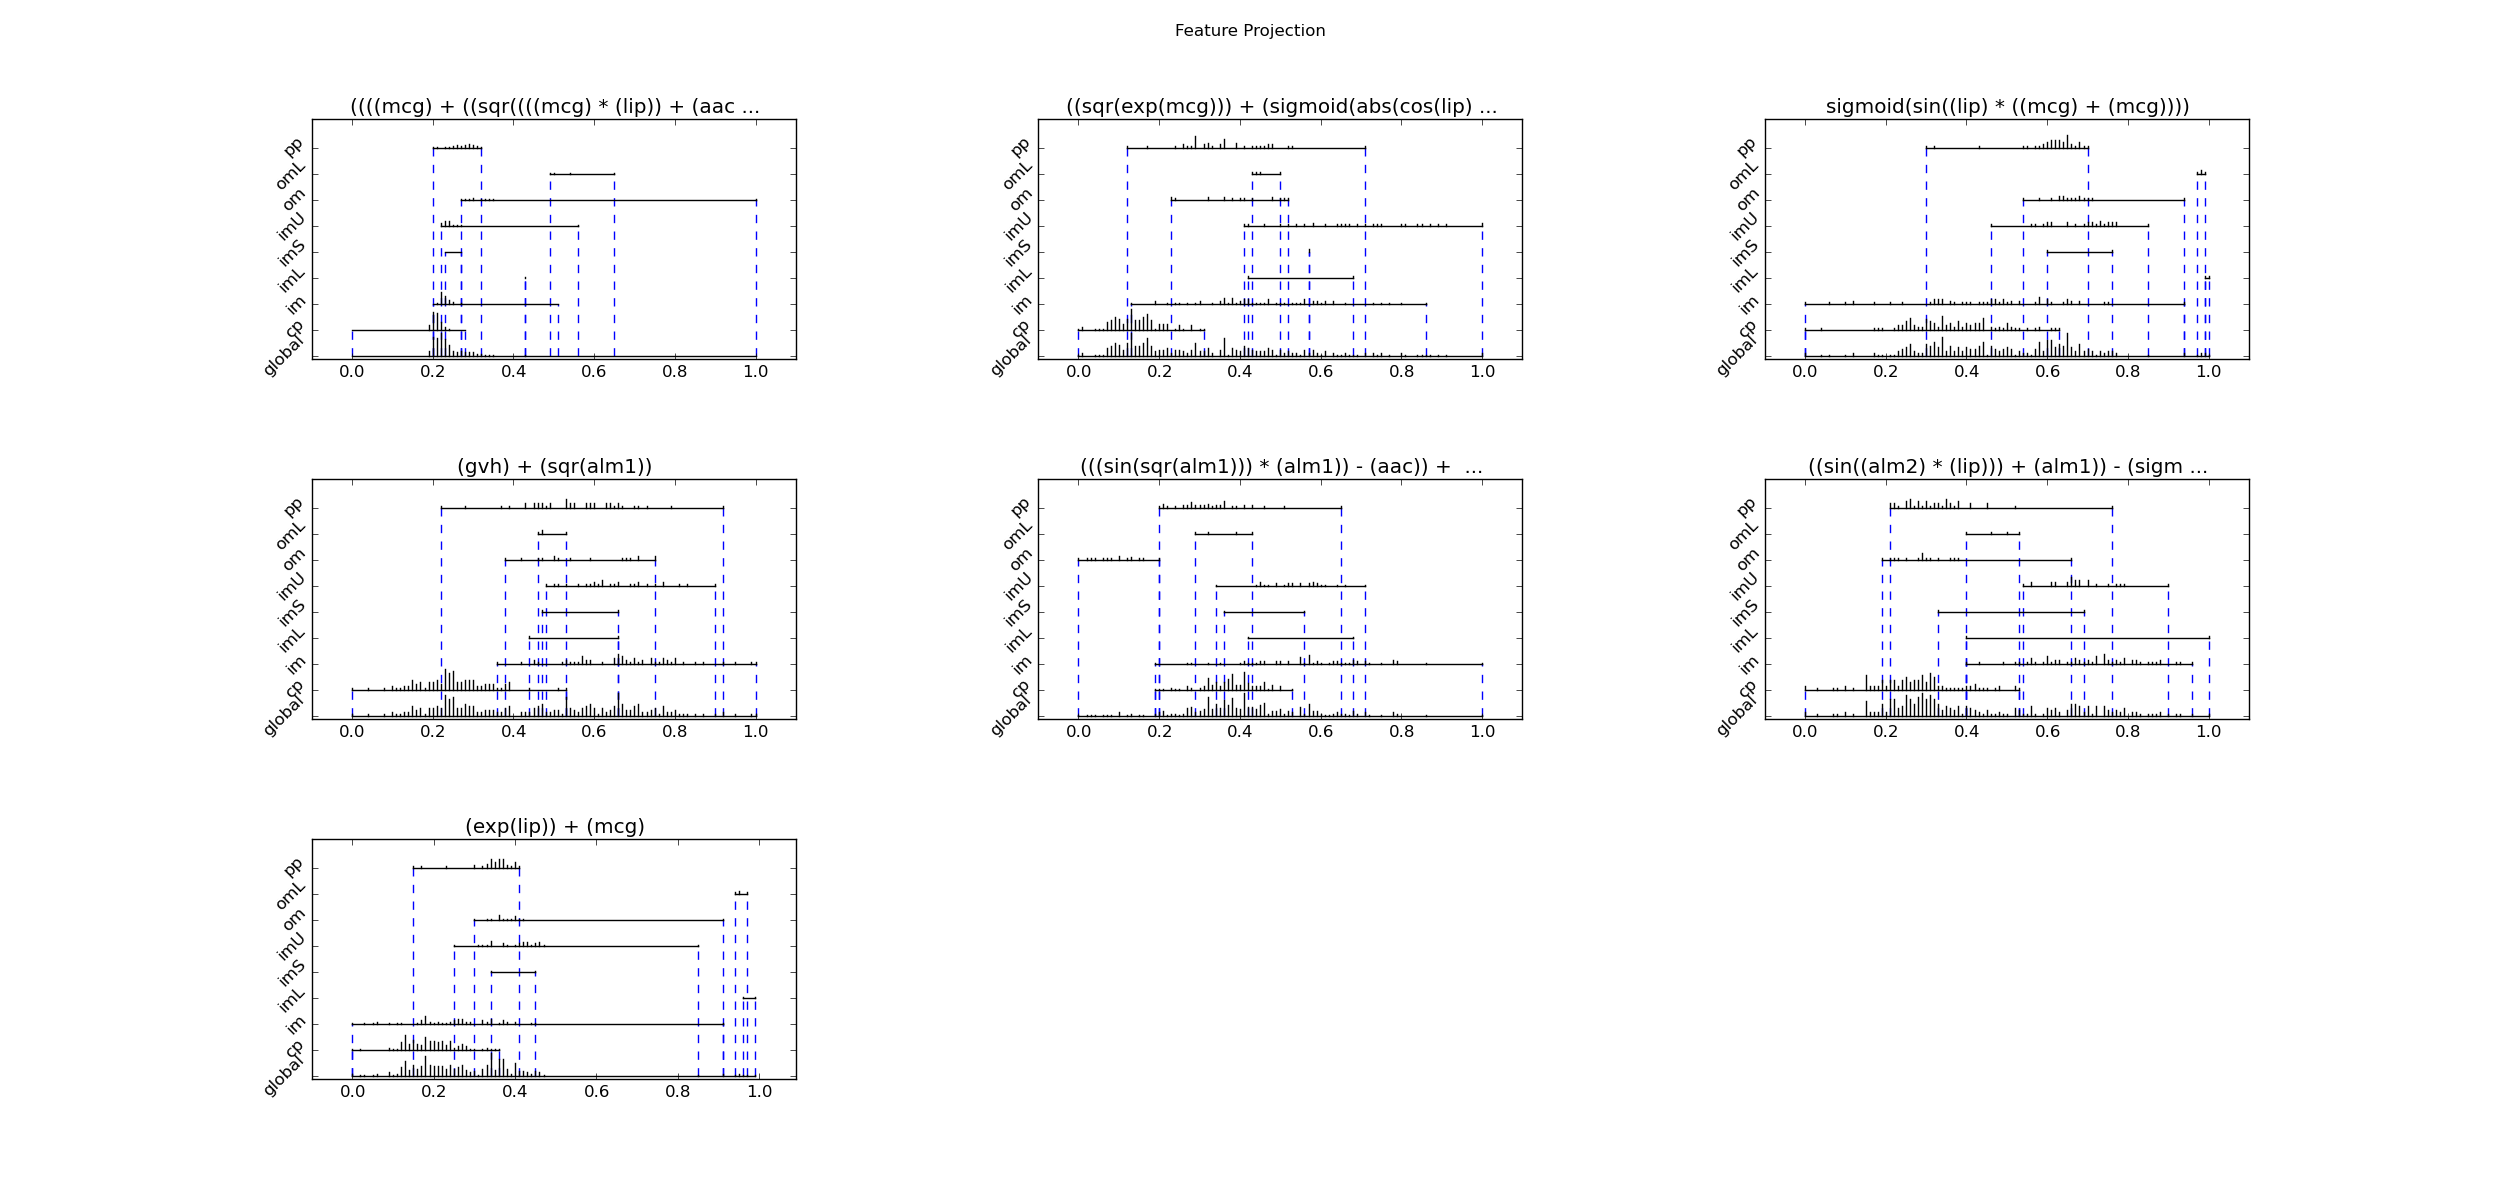 Feature Projection
((((mcg) + ((sqr((((mcg) * (lip)) + (aac ...
pp
omL
om
imU
imS
imL
im
cp
global
0.0 0.2 0.4 0.6 0.8 1.0
((sqr(exp(mcg))) + (sigmoid(abs(cos(lip) ...
pp
omL
om
imU
imS
imL
im
cp
global
0.0 0.2 0.4 0.6 0.8 1.0
sigmoid(sin((lip) * ((mcg) + (mcg))))
pp
omL
om
imU
imS
imL
im
cp
global
0.0 0.2 0.4 0.6 0.8 1.0
(gvh) + (sqr(alm1))
pp
omL
om
imU
imS
imL
im
cp
global
0.0 0.2 0.4 0.6 0.8 1.0
(((sin(sqr(alm1))) * (alm1)) - (aac)) +  ...
pp
omL
om
imU
imS
imL
im
cp
global
0.0 0.2 0.4 0.6 0.8 1.0
((sin((alm2) * (lip))) + (alm1)) - (sigm ...
pp
omL
om
imU
imS
imL
im
cp
global
0.0 0.2 0.4 0.6 0.8 1.0
(exp(lip)) + (mcg)
pp
omL
om
imU
imS
imL
im
cp
global
0.0 0.2 0.4 0.6 0.8 1.0